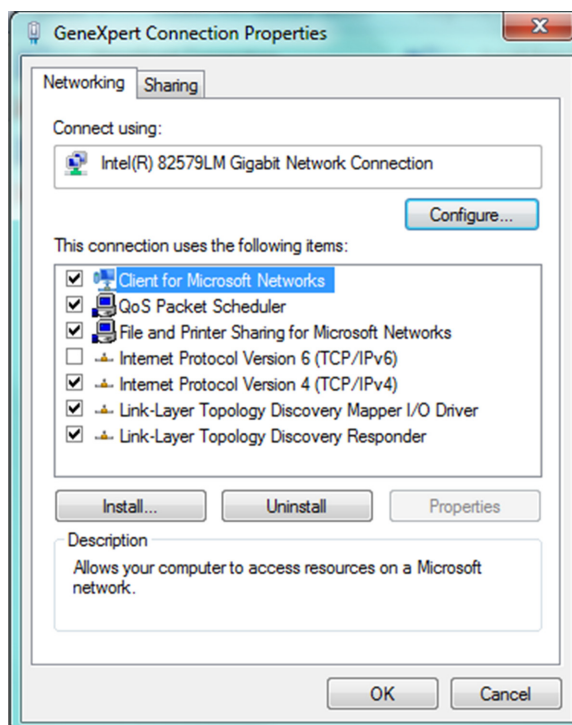 GeneXpert Connection Properties
Networking
Sharing
Connect using:
Intel(R) 82579LM Gigabit Network Connection
Configure...
This connection uses the following items:
Client for Microsoft Networks
QoS Packet Scheduler
File and Printer Sharing for Microsoft Networks
Internet Protocol Version 6 (TCP/IPv6)
Internet Protocol Version 4 (TCP/IPv4)
Link-Layer Topology Discovery Mapper I/O Driver
Link-Layer Topology Discovery Responder
Install...
Uninstall
Properties
Description
Allows your computer to access resources on a Microsoft
network.
OK
Cancel